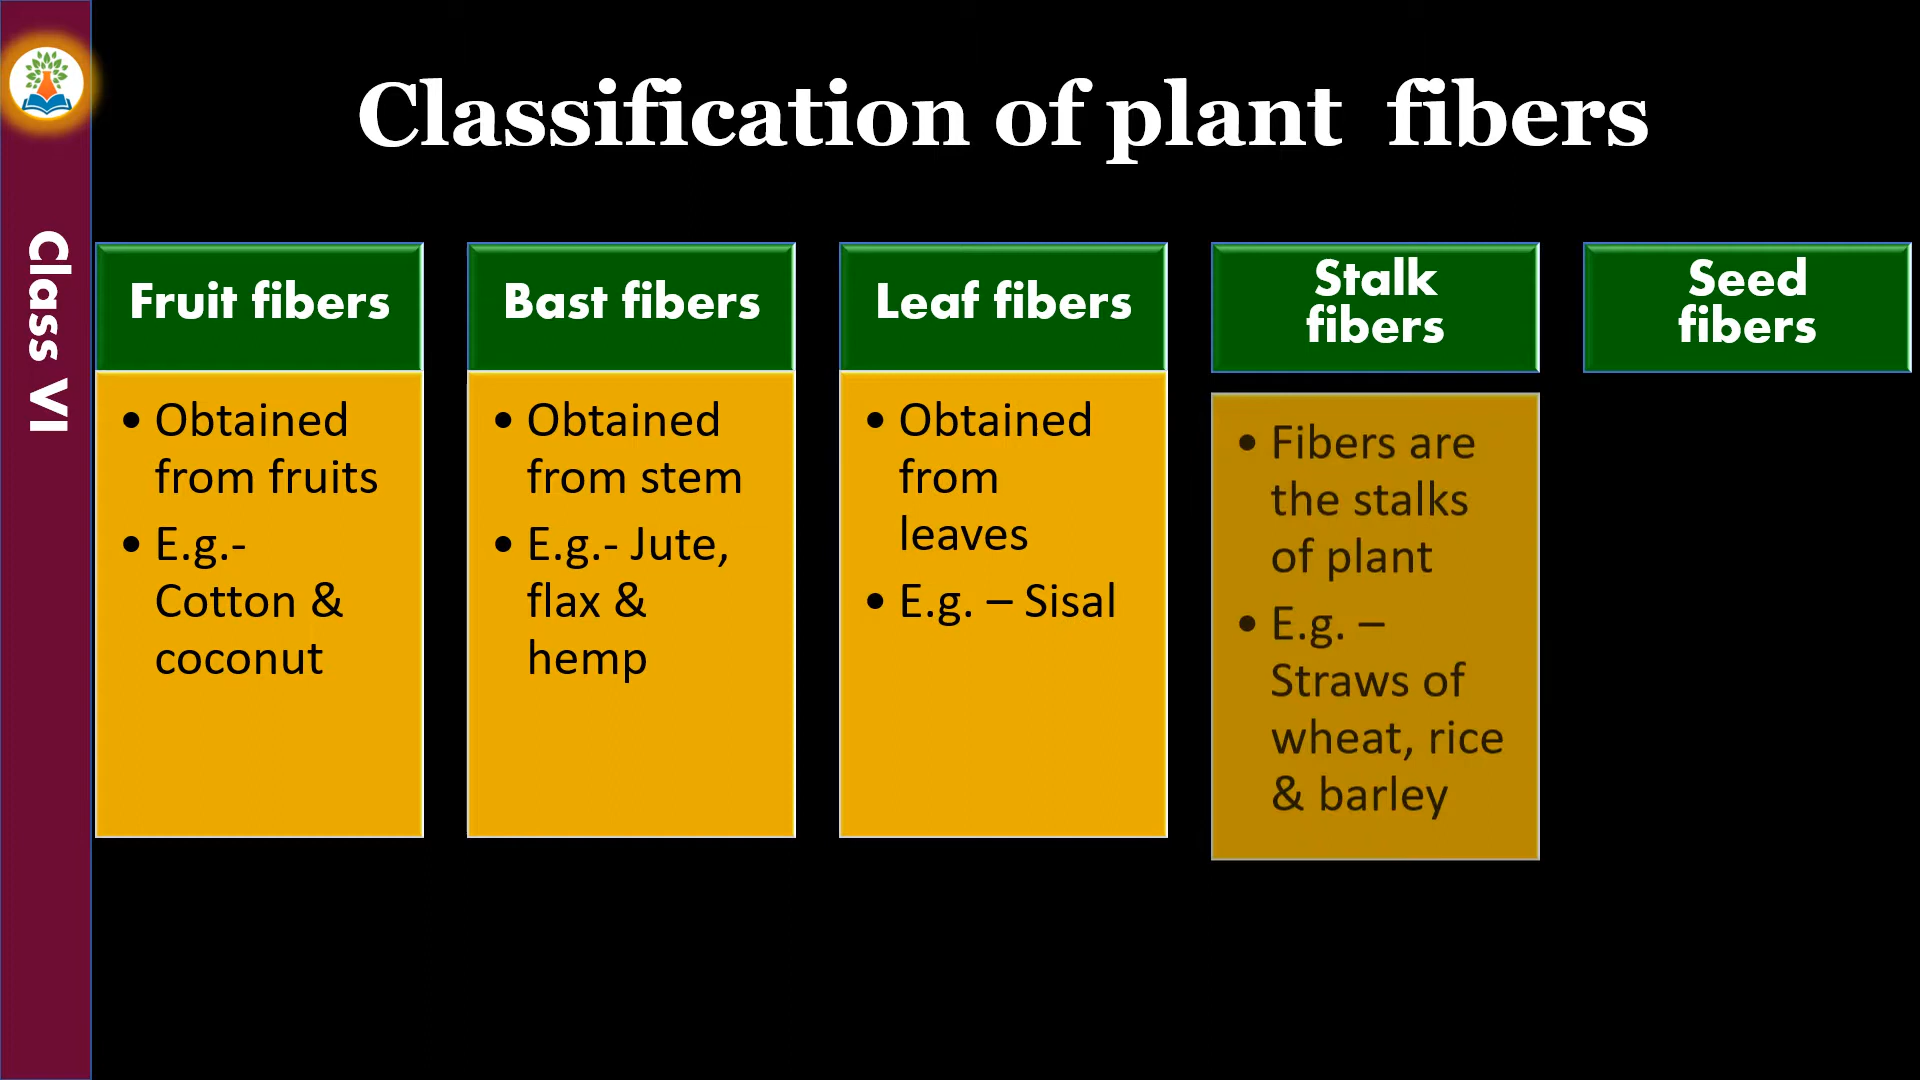 Classification of plant fibers
Class VI
Fruit fibers
• Obtained
from fruits
• E.g.-
Cotton &
coconut
Bast fibers
• Obtained
from stem
• E.g.- Jute,
flax &
hemp
Leaf fibers
• Obtained
from
leaves
• E.g. – Sisal
Stalk
fibers
• Fibers are
the stalks
of plant
• E.g. –
Straws of
wheat, rice
& barley
Seed
fibers